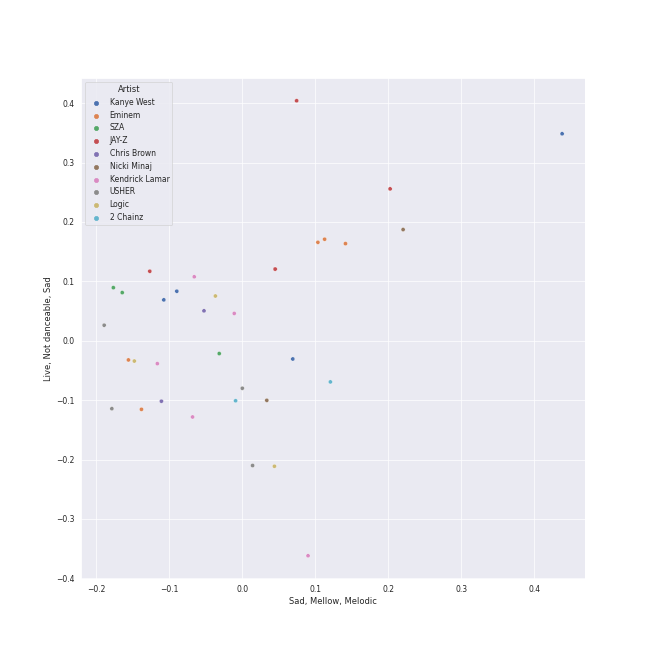 Artist
Kanye West
Eminem
SZA
JAY-Z
Chris Brown
Nicki Minaj
Kendrick Lamar
USHER
Logic
2 Chainz
Live, Not danceable, Sad
0.4
0.3
0.2
0.1
0.0
−0.1
−0.2
−0.3
−0.4
−0.2 −0.1 0.0 0.1 0.2 0.3 0.4
Sad, Mellow, Melodic